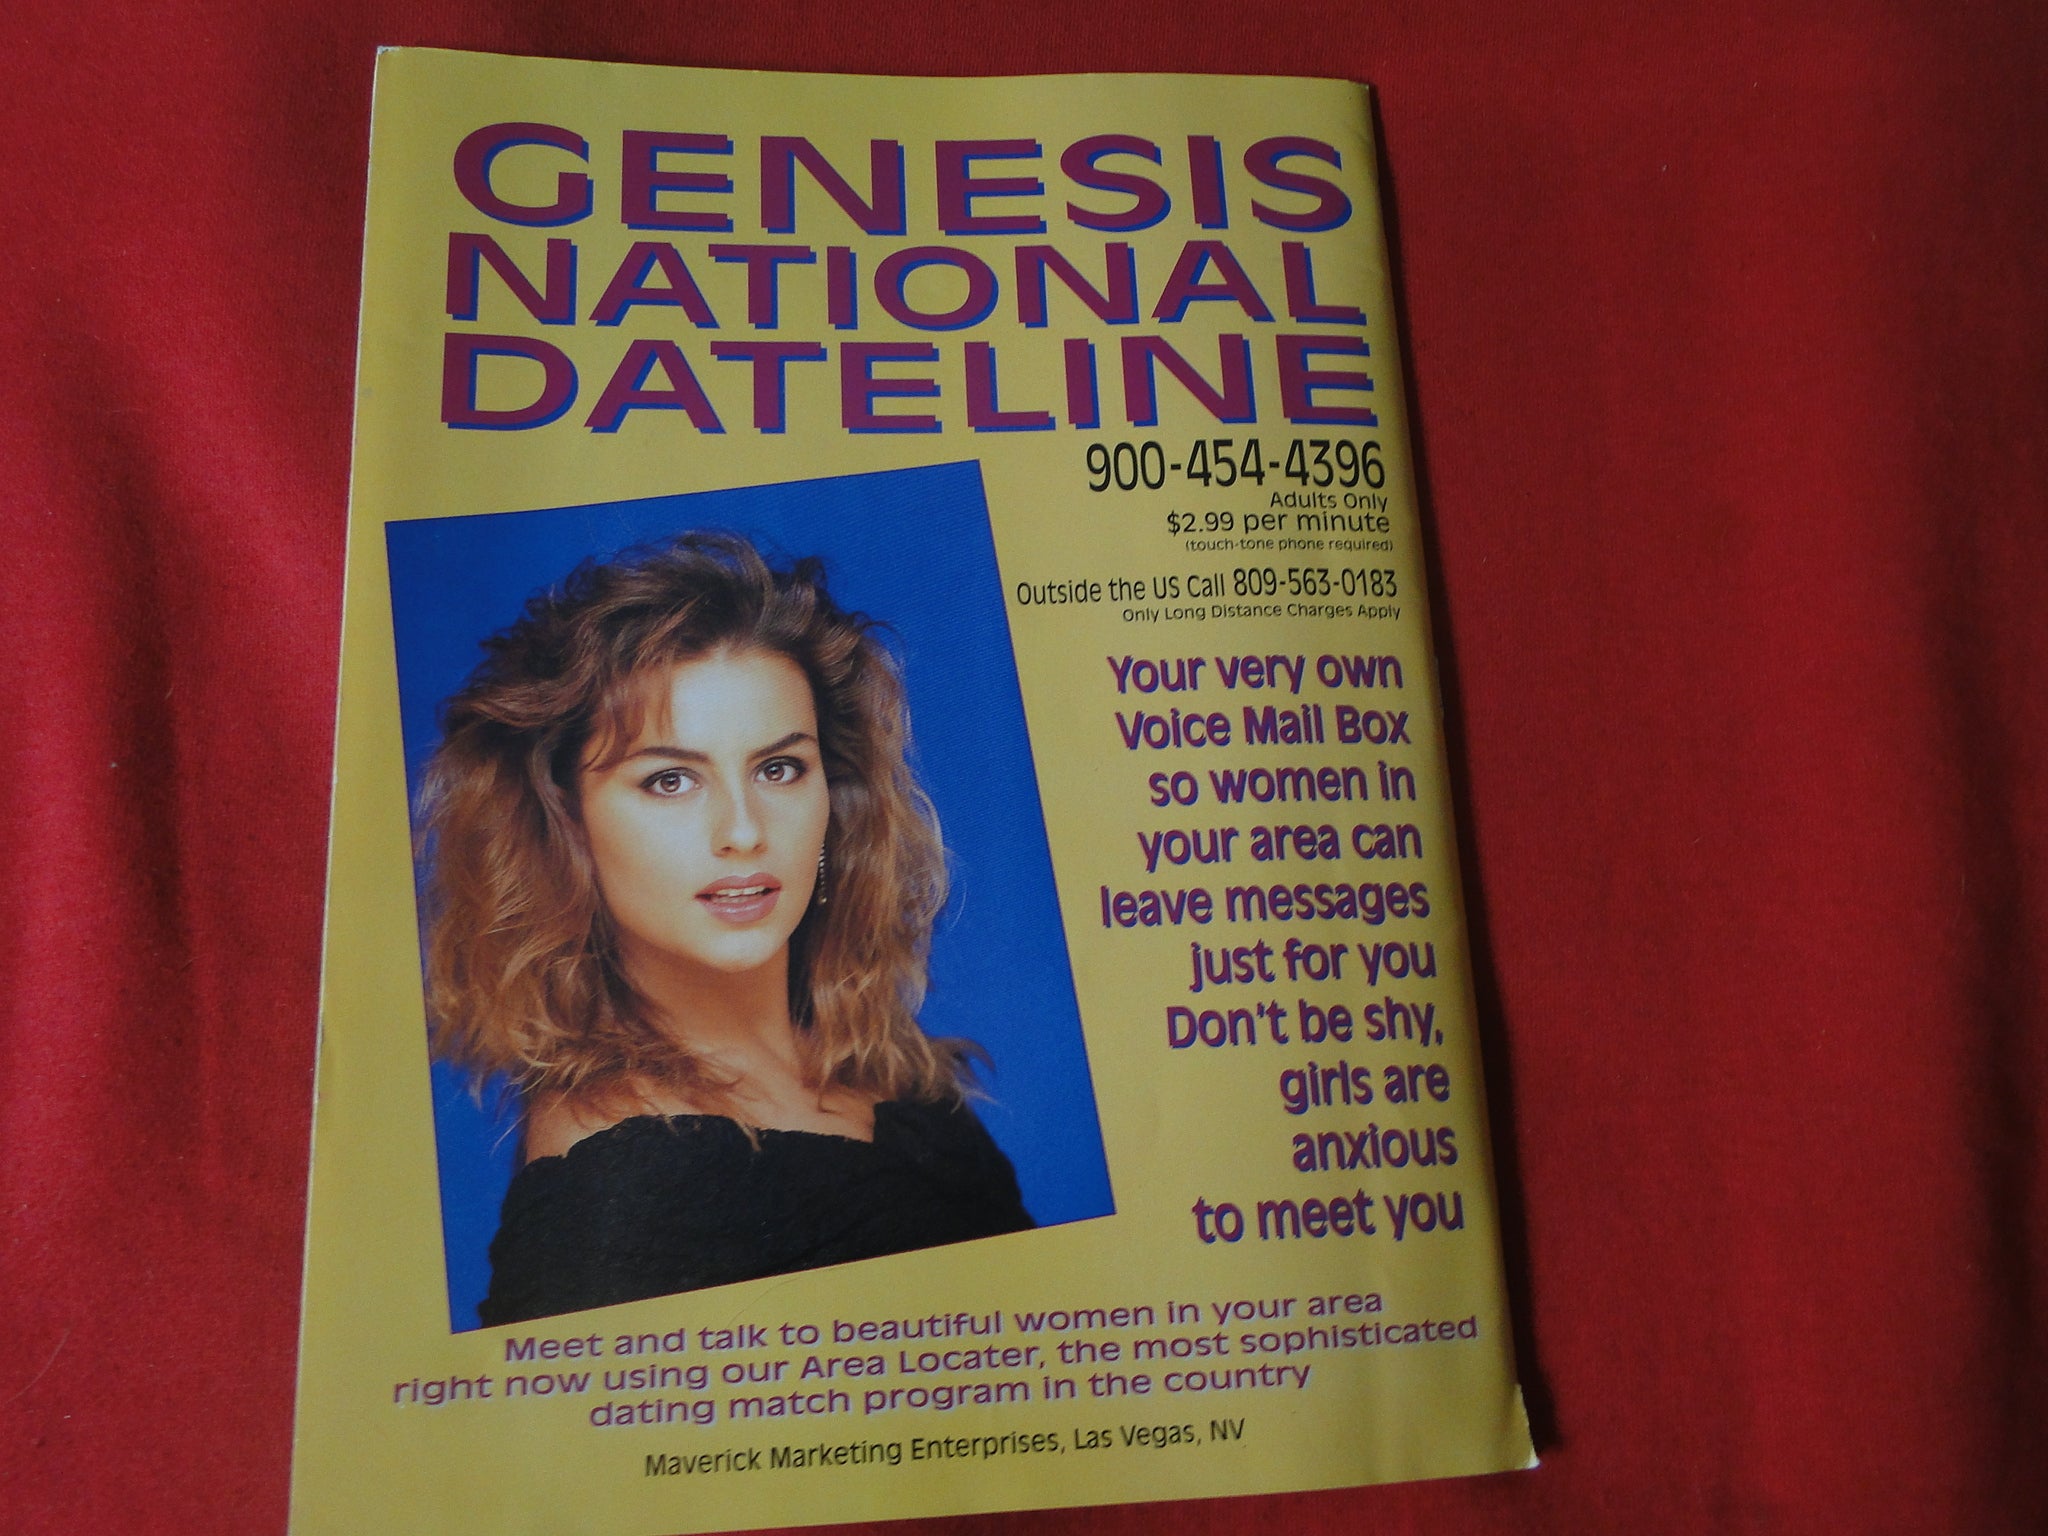 GENESIS
NATIONAL
DATELINE
900-454-4396
Adults Only
$2.99 per minute
(touch-tone phone required)
Outside the US Call 809-563-0183
Only Long Distance Charges Apply
Your very own
Voice Mail Box
so women in
your area can
leave messages
just for you
Don't be shy,
girls are
anxious
to meet you
Meet and talk to beautiful women in your area
right now using our Area Locater, the most sophisticated
dating match program in the country
Maverick Marketing Enterprises, Las Vegas, NV